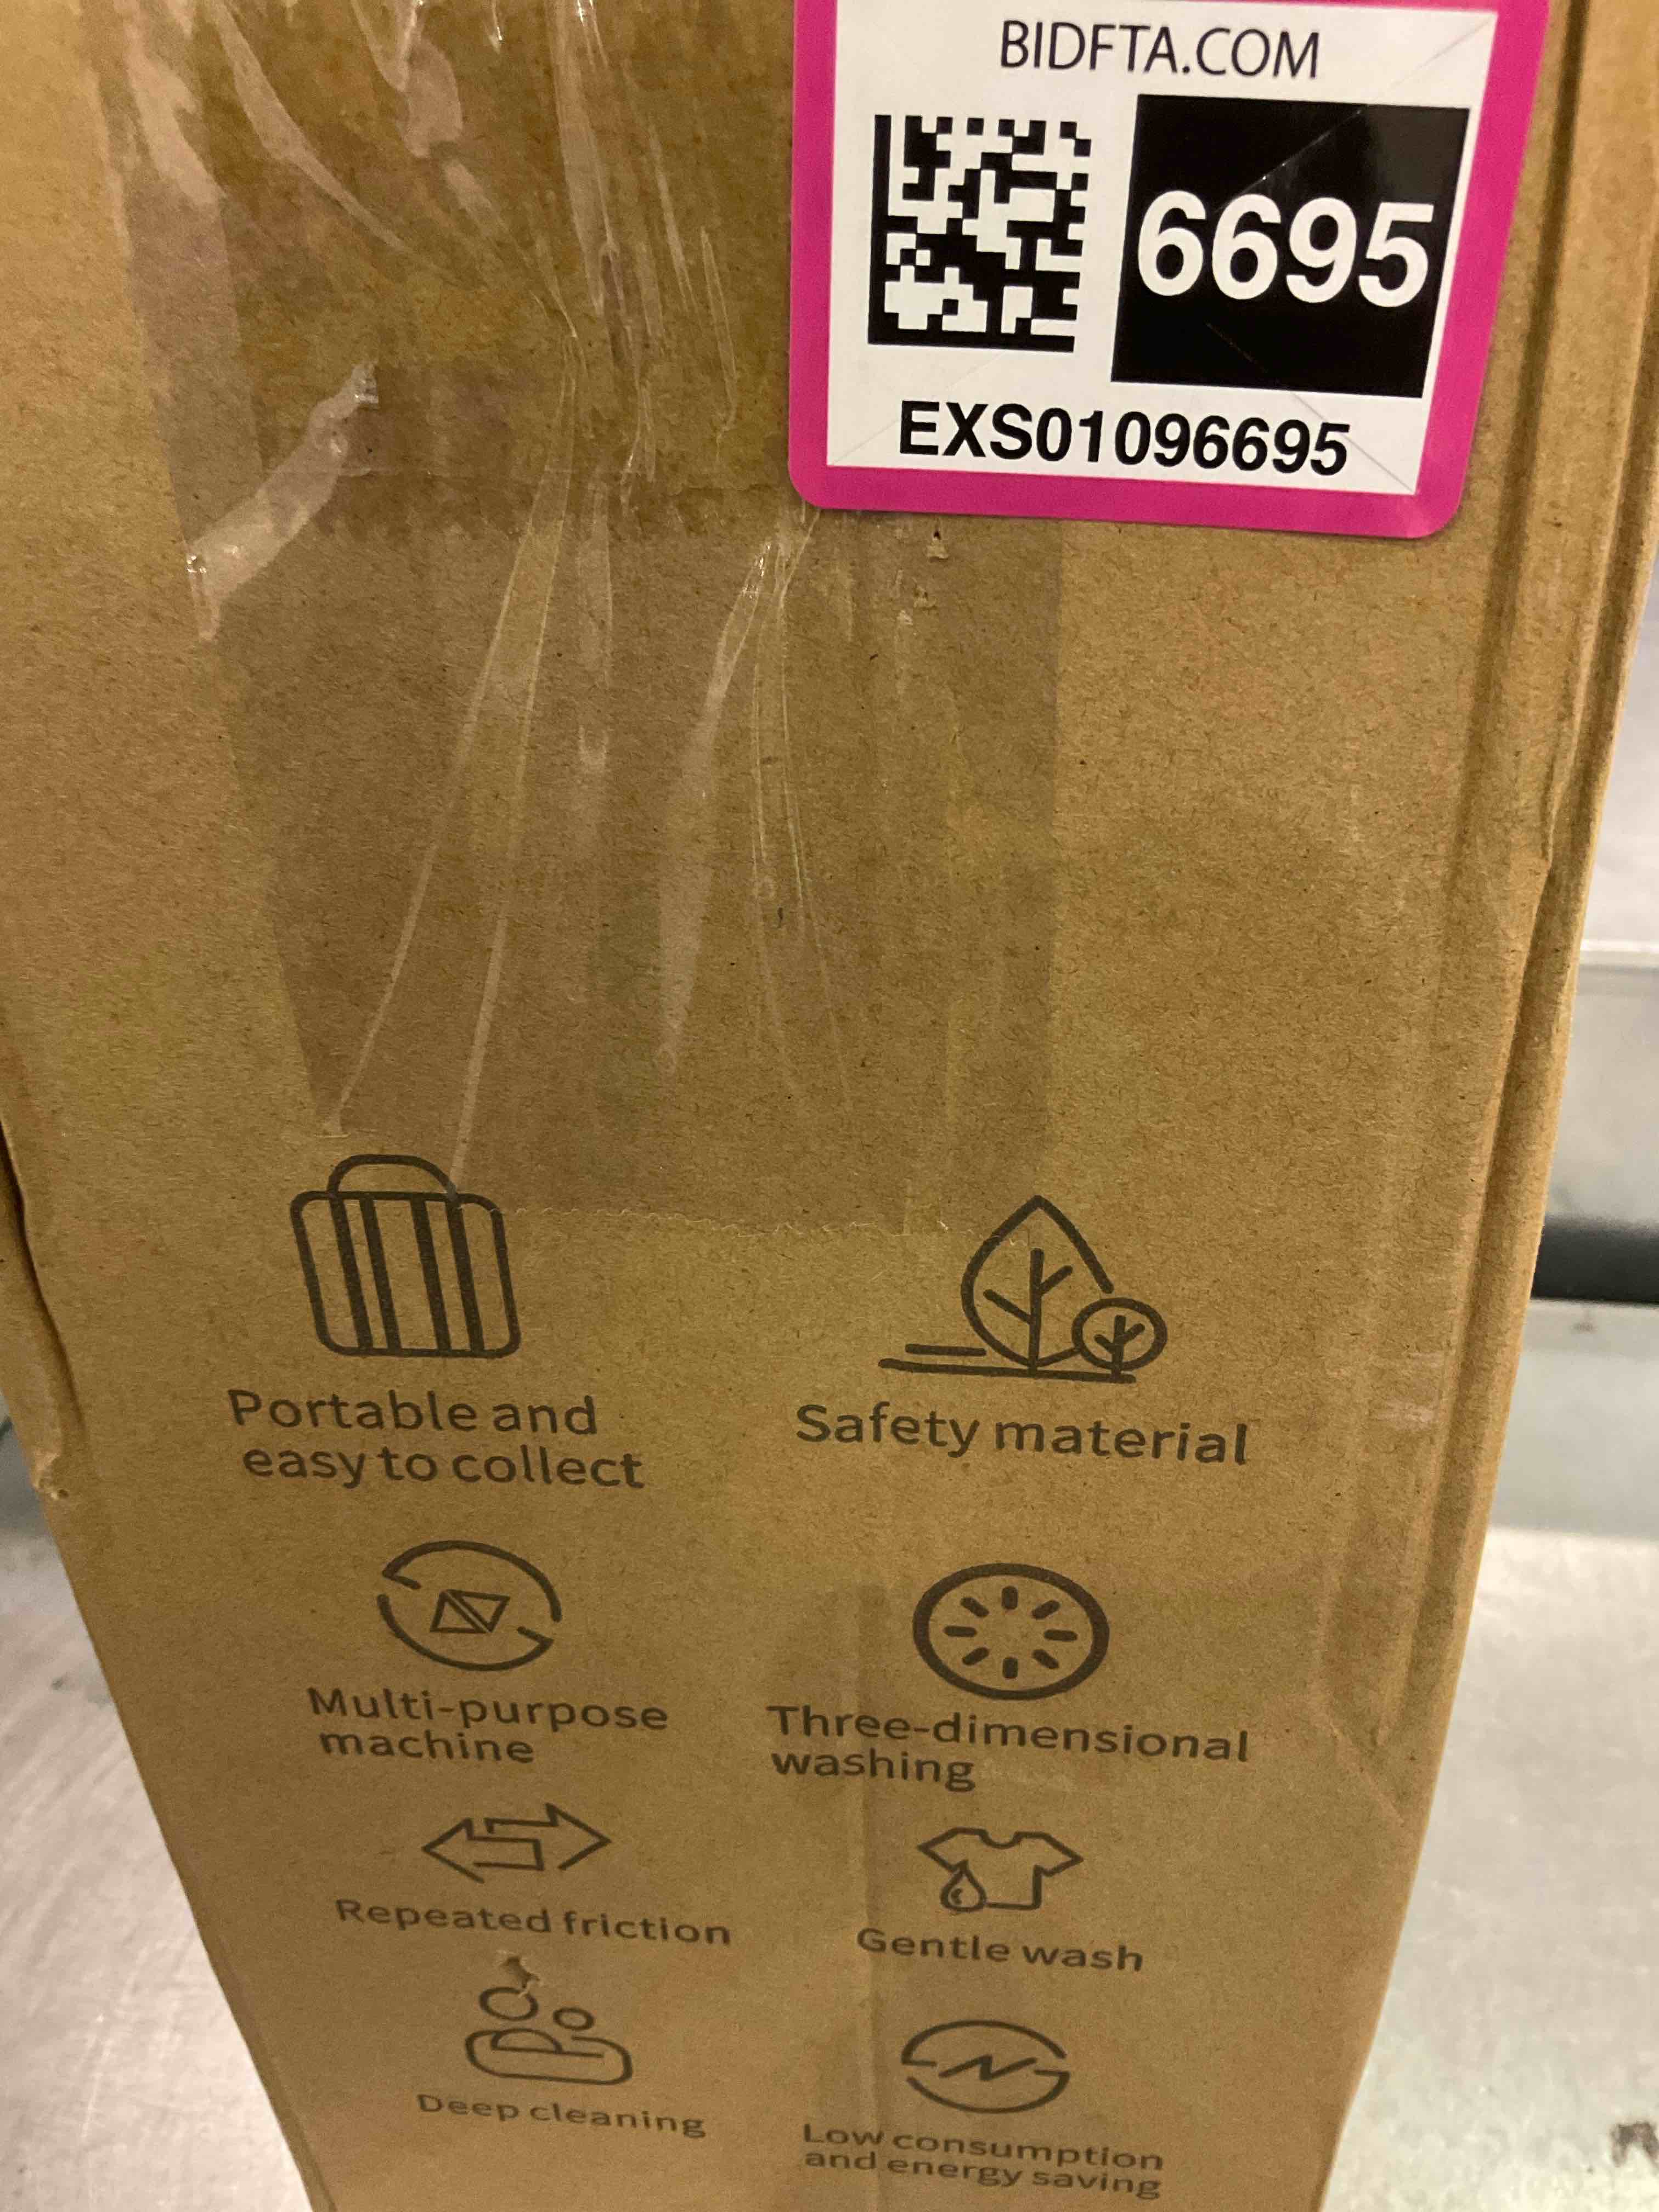 BIDFTA.COM
6695
EXS01096695
Portable and
easy to collect
Safety material
Multi-purpose
machine
Three-dimensional
washing
Repeated friction
Gentle wash
Deep cleaning
Low consumption
and energy saving